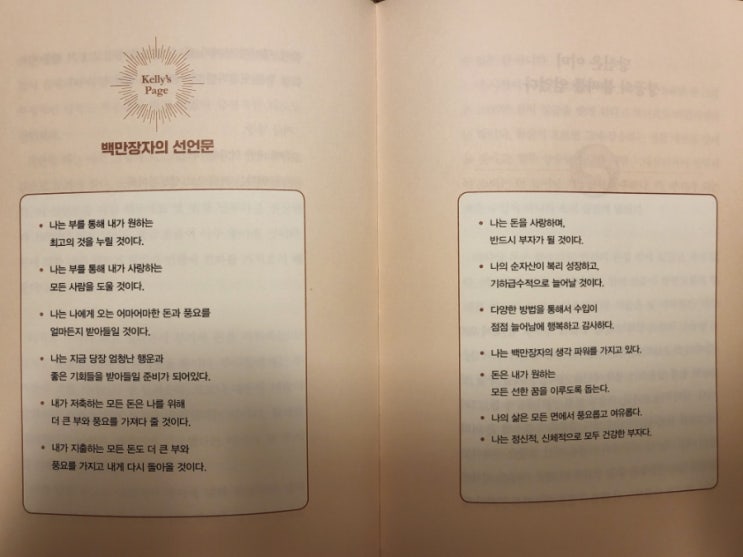 Kelly's
Page
백만장자의 선언문
• 나는 부를 통해 내가 원하는
최고의 것을 누릴 것이다.
• 나는 부를 통해 내가 사랑하는
모든 사람을 도울 것이다.
• 나는 나에게 오는 어마어마한 돈과 풍요를
얼마든지 받아들일 것이다.
• 나는 지금 당장 엄청난 행운과
좋은 기회들을 받아들일 준비가 되어있다.
• 내가 저축하는 모든 돈은 나를 위해
더 큰 부와 풍요를 가져다 줄 것이다.
• 내가 지출하는 모든 돈도 더 큰 부와
풍요를 가지고 내게 다시 돌아올 것이다.
• 나는 돈을 사랑하며,
반드시 부자가 될 것이다.
• 나의 순자산이 복리 성장하고,
기하급수적으로 늘어날 것이다.
• 다양한 방법을 통해서 수입이
점점 늘어남에 행복하고 감사하다.
• 나는 백만장자의 생각 파워를 가지고 있다.
• 돈은 내가 원하는
모든 선한 꿈을 이루도록 돕는다.
• 나의 삶은 모든 면에서 풍요롭고 여유롭다.
• 나는 정신적, 신체적으로 모두 건강한 부자다.